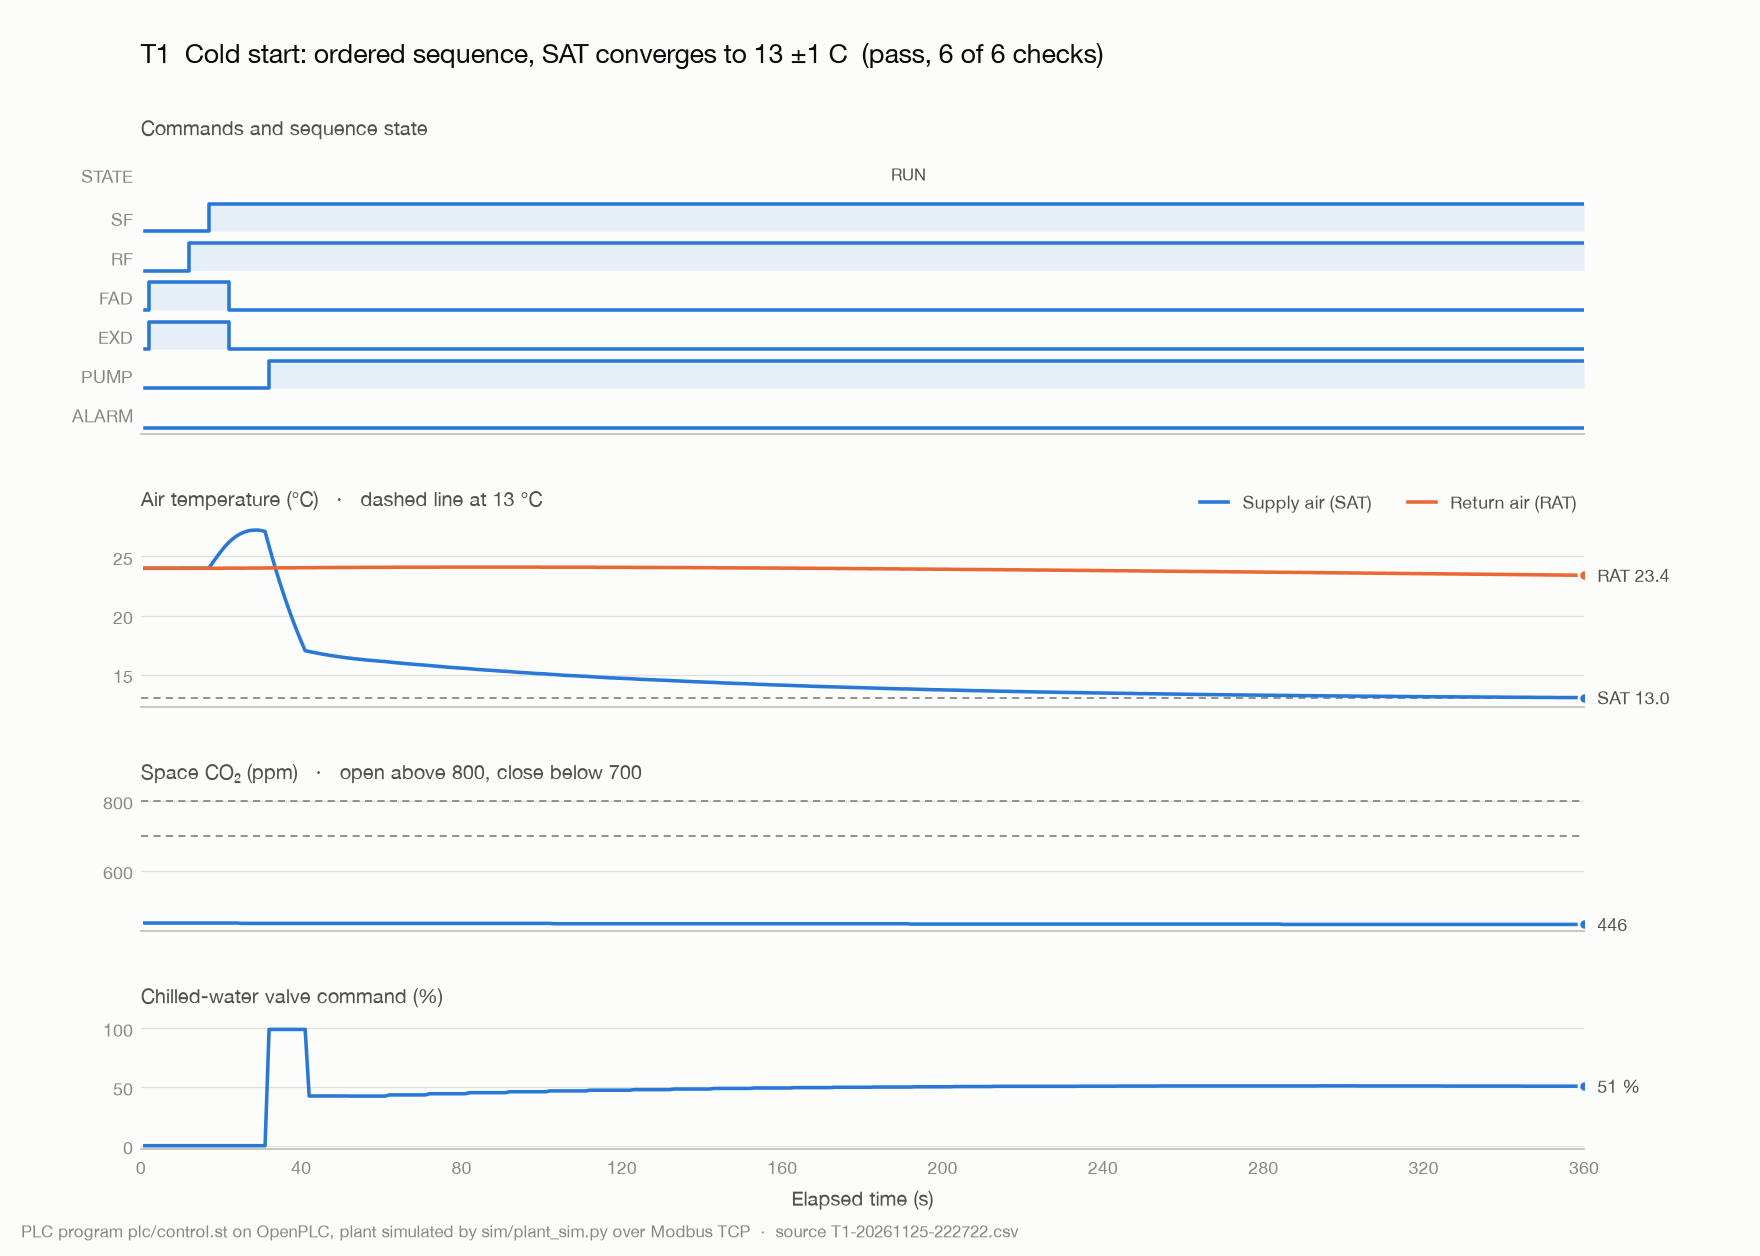 T1 Cold start: ordered sequence, SAT converges to 13 ±1 C (pass, 6 of 6 checks)
Commands and sequence state
STATE
RUN
SF
RF
FAD
EXD
PUMP
ALARM
Air temperature (°C) · dashed line at 13 °C
Supply air (SAT)
Return air (RAT)
25
20
15
RAT 23.4
SAT 13.0
Space CO₂ (ppm) · open above 800, close below 700
800
600
446
Chilled-water valve command (%)
100
50
0
51 %
0 40 80 120 160 200 240 280 320 360
Elapsed time (s)
PLC program plc/control.st on OpenPLC, plant simulated by sim/plant_sim.py over Modbus TCP · source T1-20261125-222722.csv